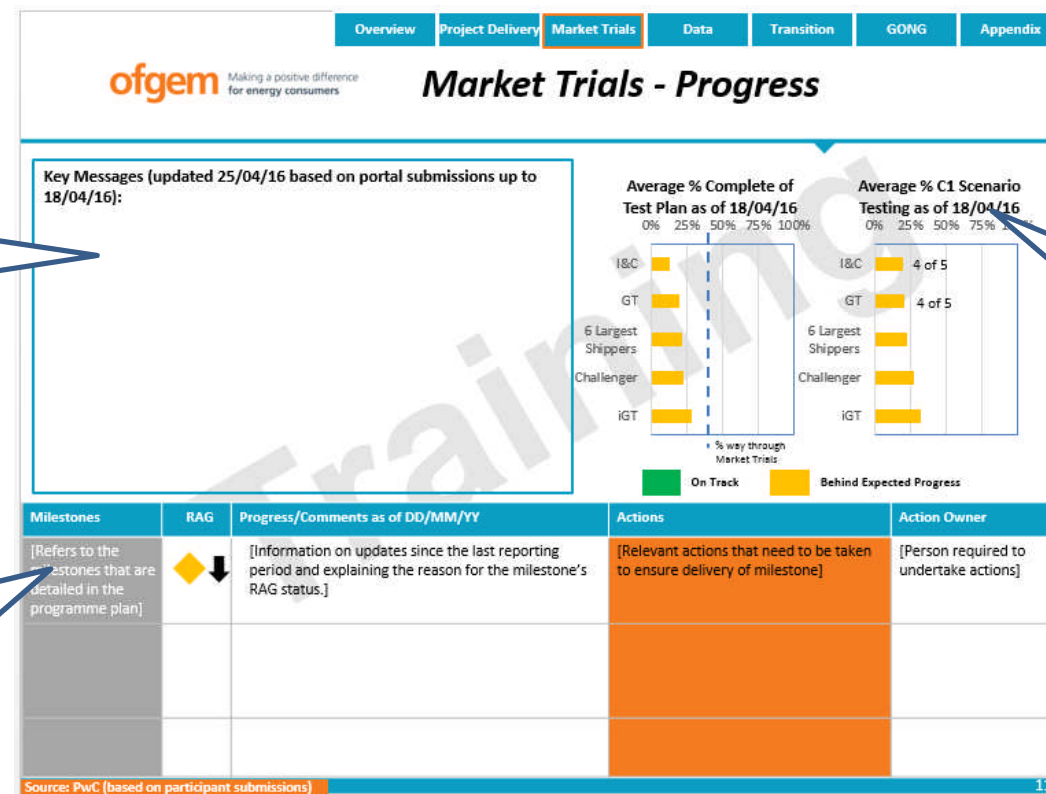 Overview Project Delivery Market Trials Data Transition GONG Appendix
ofgem Making a positive difference
for energy consumers
Market Trials - Progress
Key Messages (updated 25/04/16 based on portal submissions up to
18/04/16):
Average % Complete of
Test Plan as of 18/04/16
0% 25% 50% 75% 100%
I&C
GT
6 Largest
Shippers
Challenger
iGT
% way through
Market Trials
Average % C1 Scenario
Testing as of 18/04/16
0% 25% 50% 75%
I&C 4 of 5
GT 4 of 5
6 Largest
Shippers
Challenger
iGT
On Track Behind Expected Progress
Training
Milestones RAG Progress/Comments as of DD/MM/YY Actions Action Owner
[Refers to the
milestones that are
detailed in the
programme plan]
[Information on updates since the last reporting
period and explaining the reason for the milestone's
RAG status.]
[Relevant actions that need to be taken
to ensure delivery of milestone]
[Person required to
undertake actions]
Source: PwC (based on participant submissions)